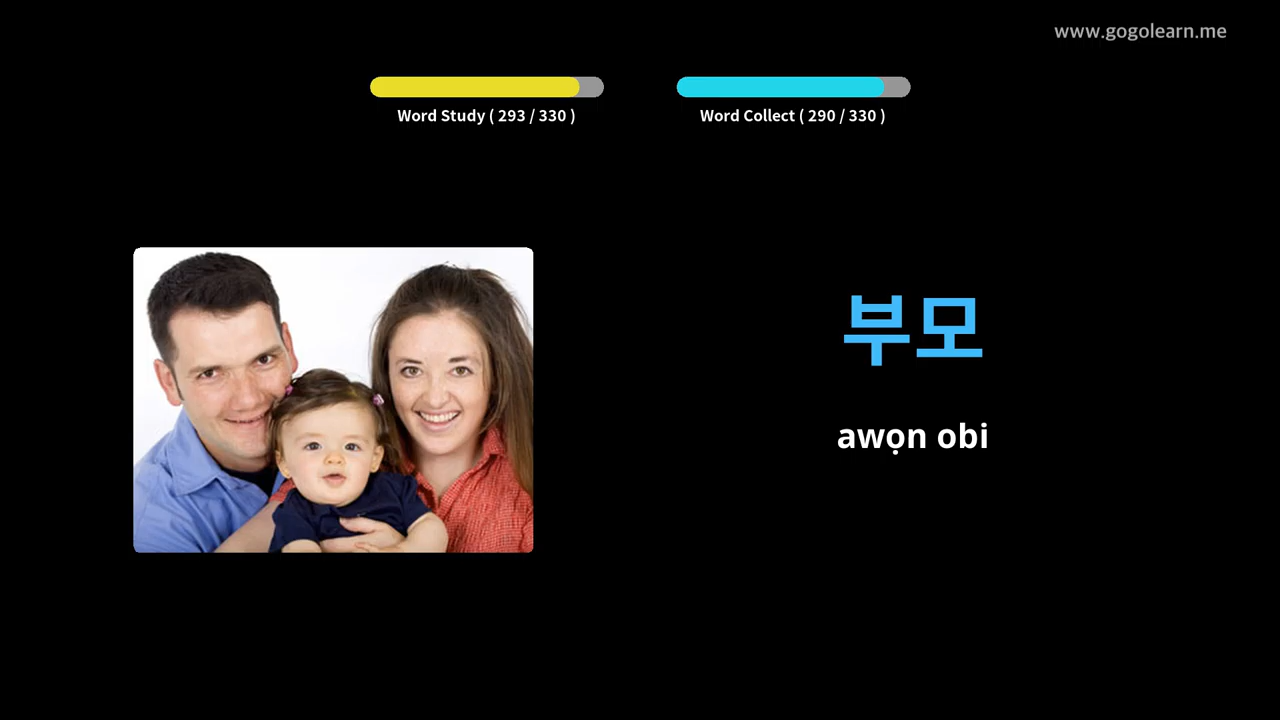 www.gogolearn.me
Word Study ( 293 / 330 )
Word Collect ( 290 / 330 )
부모
awọn obi